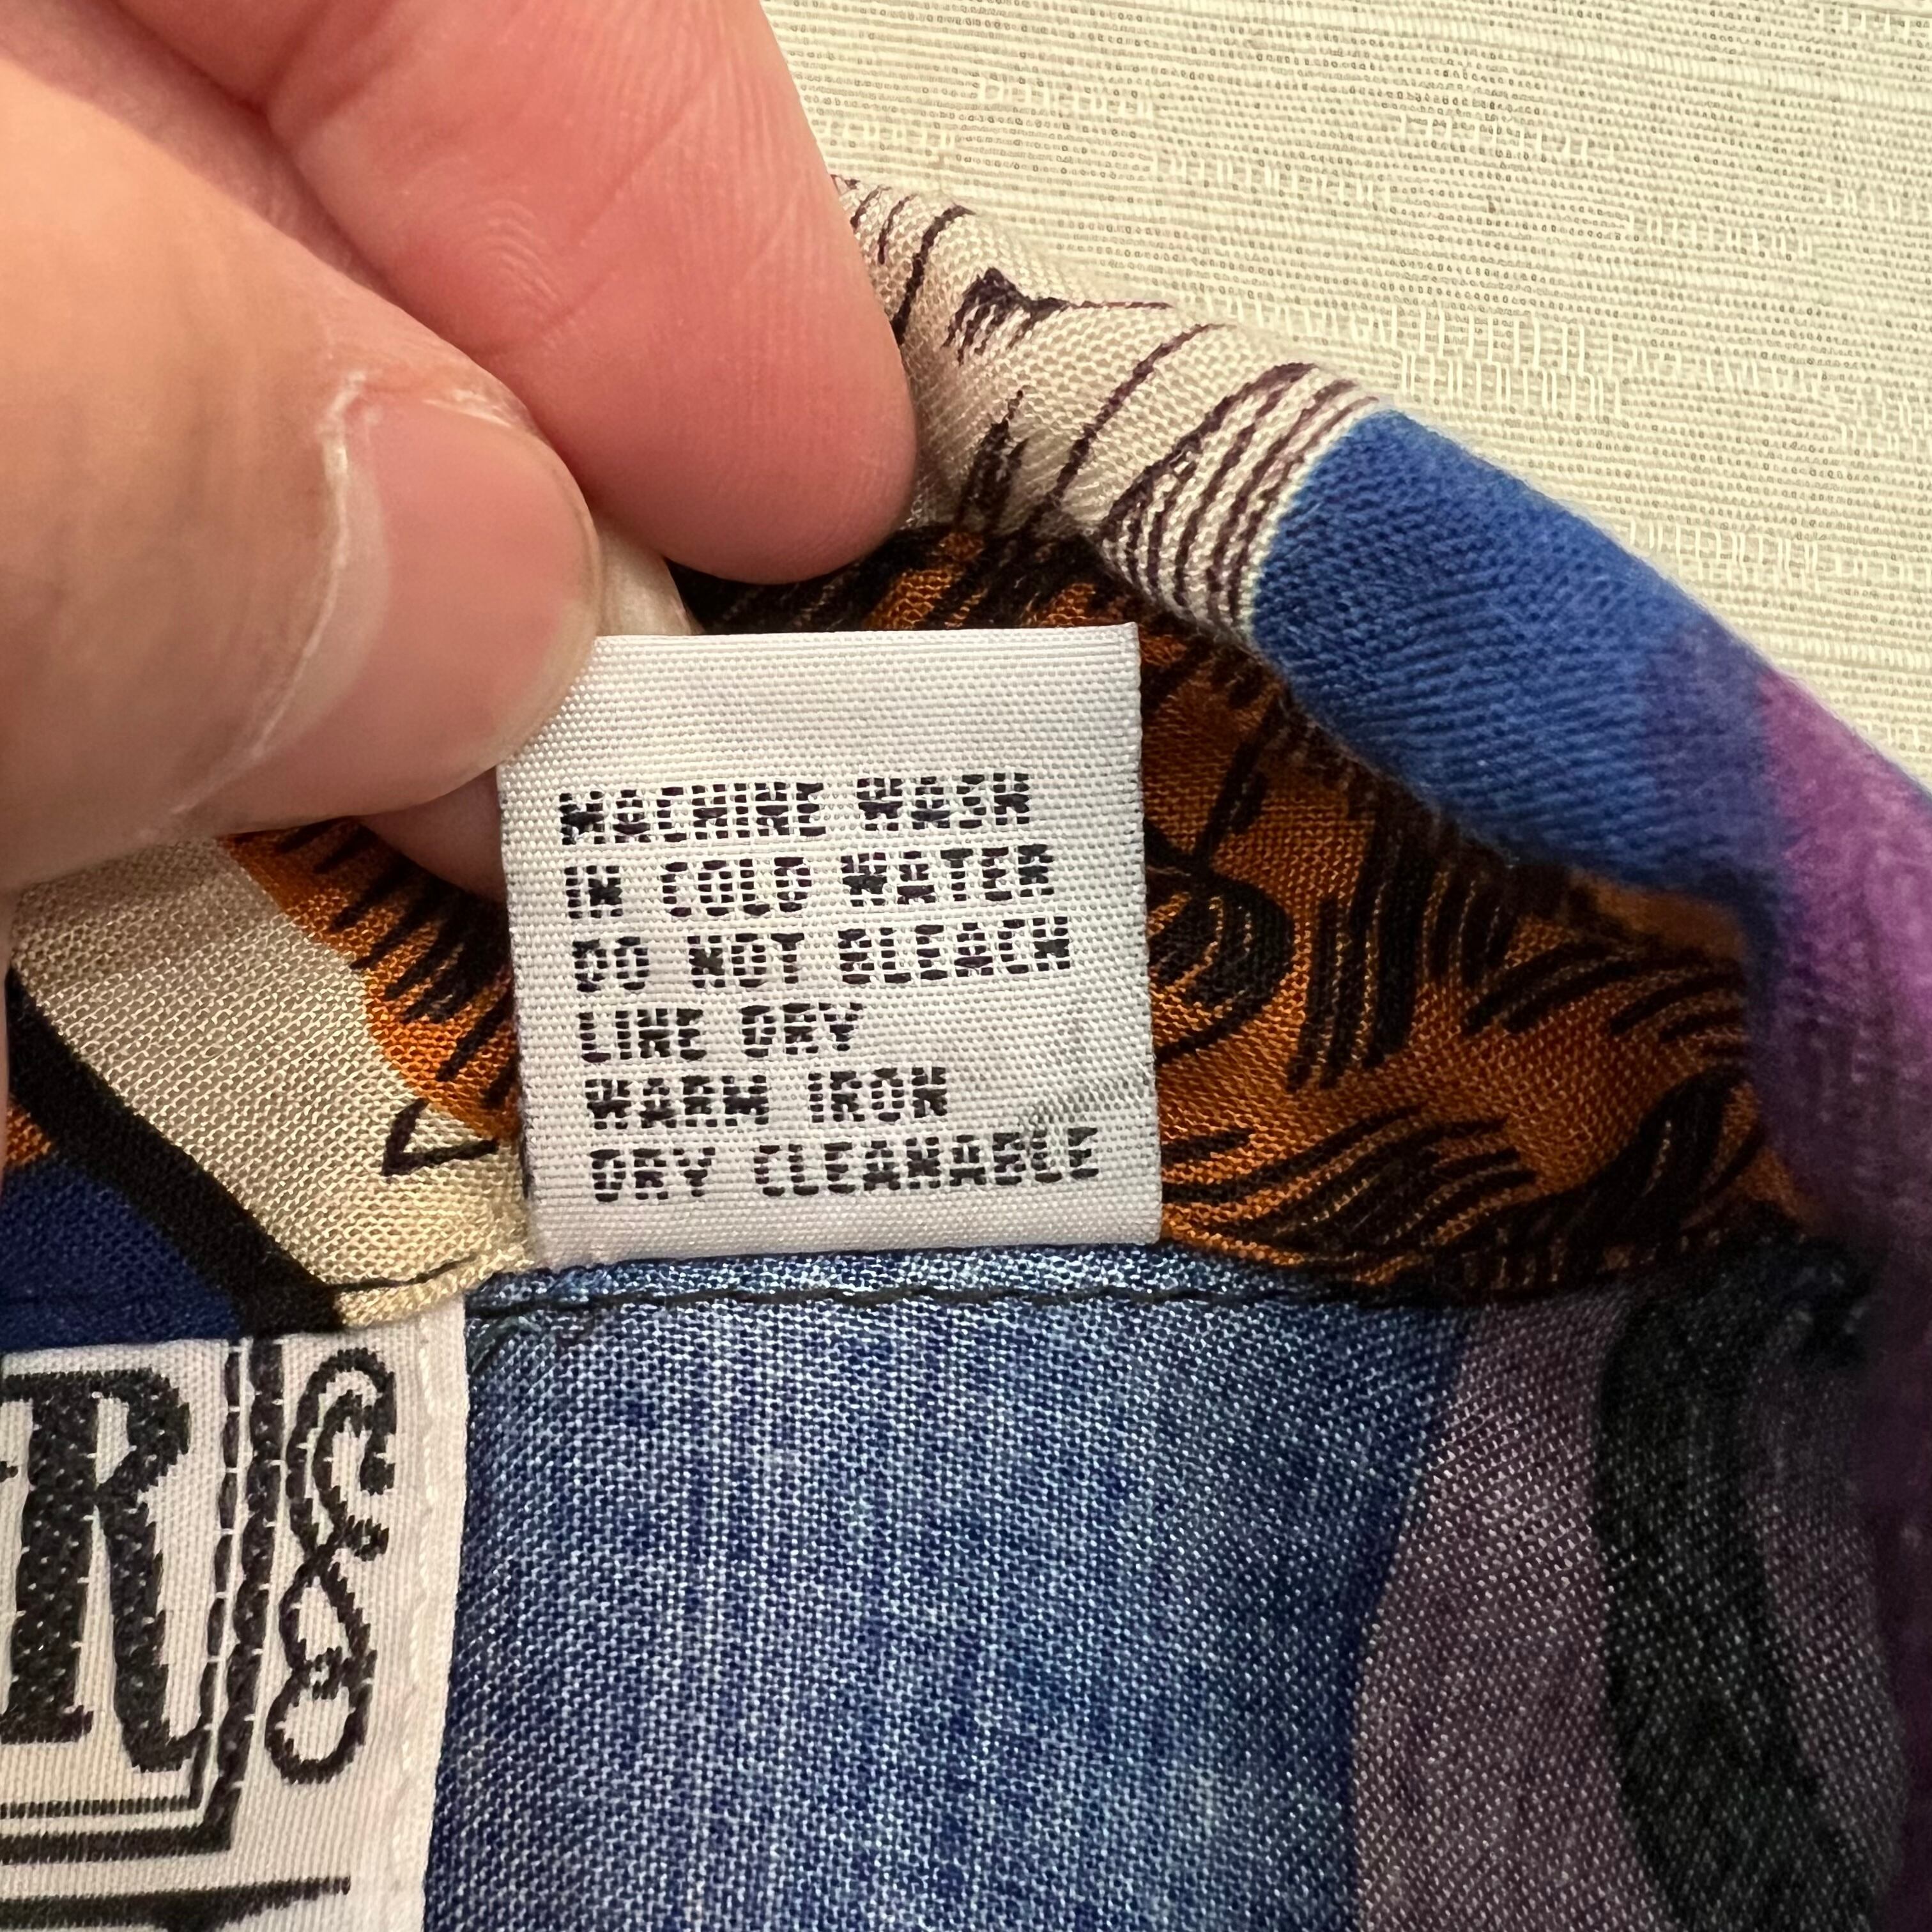 MACHINE WASH
IN COLD WATER
DO NOT BLEACH
LINE DRY
WARM IRON
DRY CLEANABLE
R